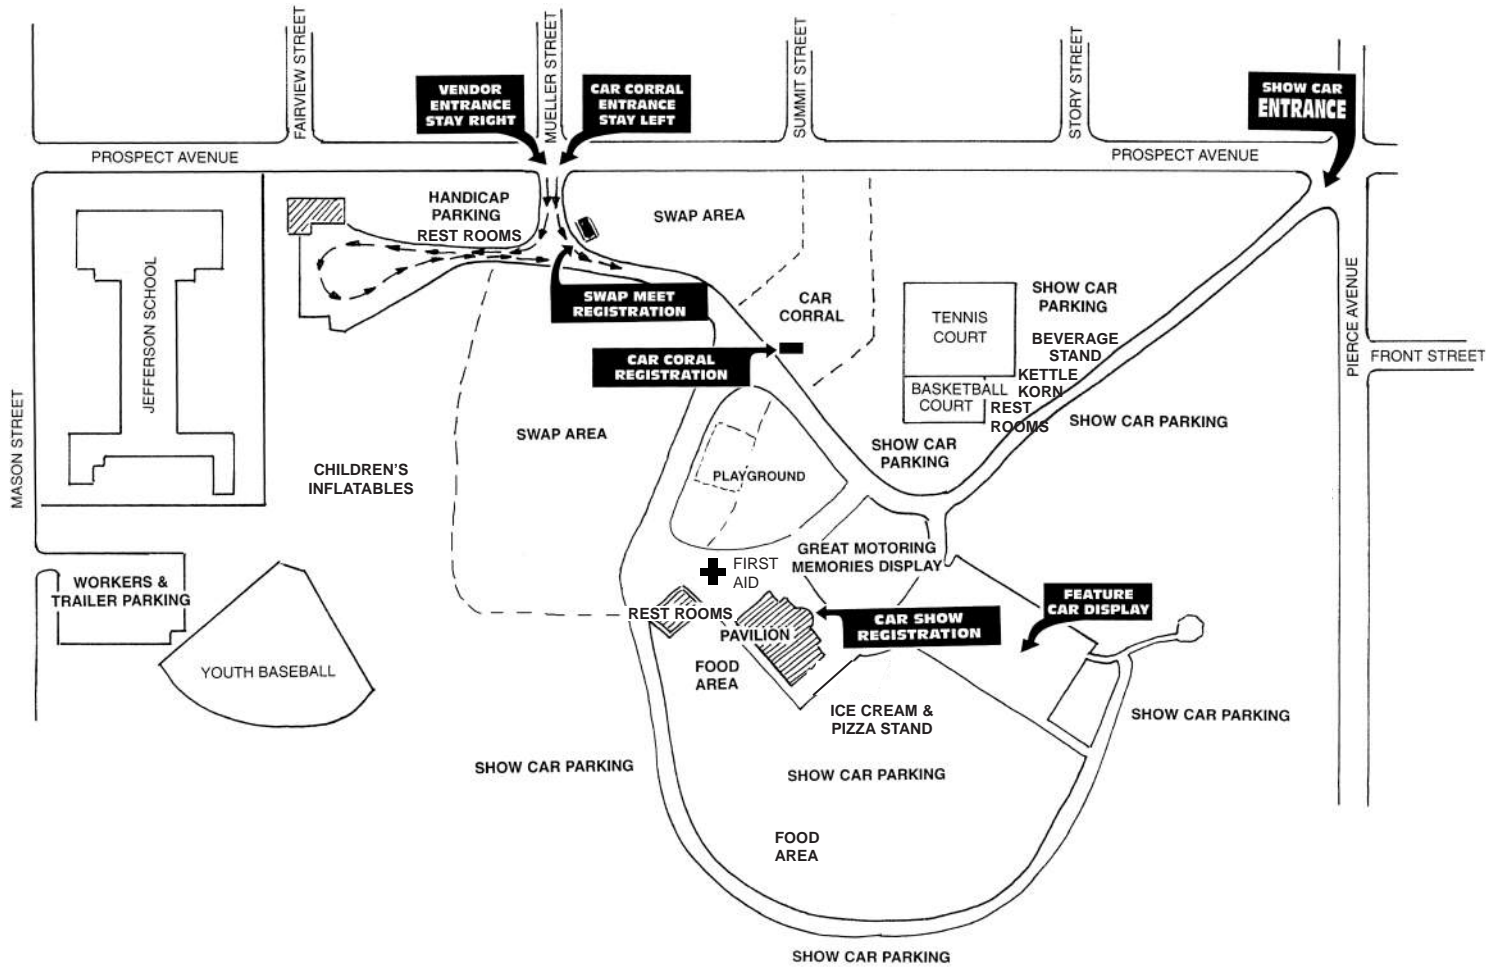 FAIRVIEW STREET
MUELLER STREET
SUMMIT STREET
STORY STREET
VENDOR
ENTRANCE
STAY RIGHT
CAR CORRAL
ENTRANCE
STAY LEFT
SHOW CAR
ENTRANCE
PROSPECT AVENUE
PROSPECT AVENUE
HANDICAP
PARKING
REST ROOMS
SWAP AREA
JEFFERSON SCHOOL
SWAP MEET
REGISTRATION
CAR
CORRAL
SHOW CAR
PARKING
TENNIS
COURT
BEVERAGE
STAND
KETTLE
KORN
BASKETBALL
COURT
REST
ROOMS
PIERCE AVENUE
FRONT STREET
CAR CORAL
REGISTRATION
MASON STREET
SWAP AREA
SHOW CAR PARKING
SHOW CAR
PARKING
CHILDREN'S
INFLATABLES
PLAYGROUND
GREAT MOTORING
MEMORIES DISPLAY
FIRST
AID
WORKERS &
TRAILER PARKING
FEATURE
CAR DISPLAY
REST ROOMS
PAVILION
CAR SHOW
REGISTRATION
YOUTH BASEBALL
FOOD
AREA
ICE CREAM &
PIZZA STAND
SHOW CAR PARKING
SHOW CAR PARKING
SHOW CAR PARKING
FOOD
AREA
SHOW CAR PARKING